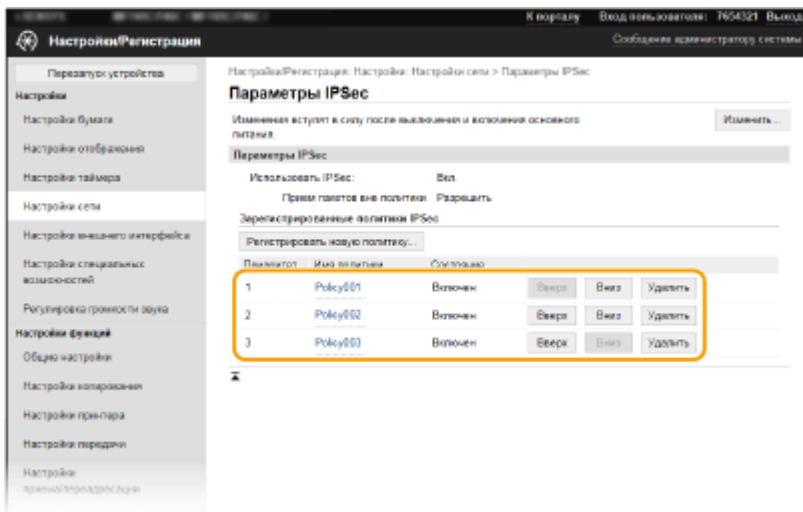 К порталу Вход пользователя: 7654321 Выход
Настройки/Регистрация
Сообщение администратору системы
Перезапуск устройства
Настройки
Настройки бумаги
Настройки отображения
Настройки таймера
Настройки сети
Настройки внешнего интерфейса
Настройки специальных
возможностей
Регулировка громкости звука
Настройки функций
Общие настройки
Настройки копирования
Настройки принтера
Настройки передачи
Настройки
приема/переадресации
Настройка/Регистрация: Настройка: Настройки сети > Параметры IPSec
Параметры IPSec
Изменения вступят в силу после выключения и включения основного
питания.
Изменить...
Параметры IPSec
Использовать IPSec: Вкл.
Прием пакетов вне политики Разрешить
Зарегистрированные политики IPSec
Регистрировать новую политику...
Приоритет Имя политики Состояние
1 Policy001 Включен Вверх Вниз Удалить
2 Policy002 Включен Вверх Вниз Удалить
3 Policy003 Включен Вверх Вниз Удалить